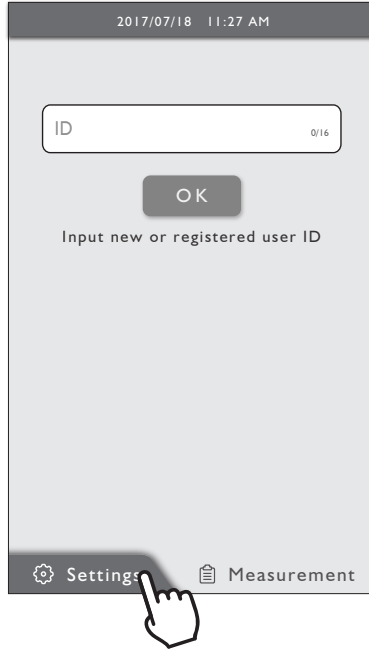 2017/07/18 11:27 AM
ID 0/16
OK
Input new or registered user ID
Settings Measurement